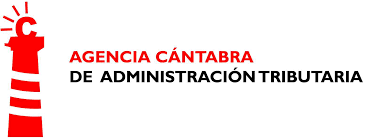 C
AGENCIA CÁNTABRA
DE ADMINISTRACIÓN TRIBUTARIA